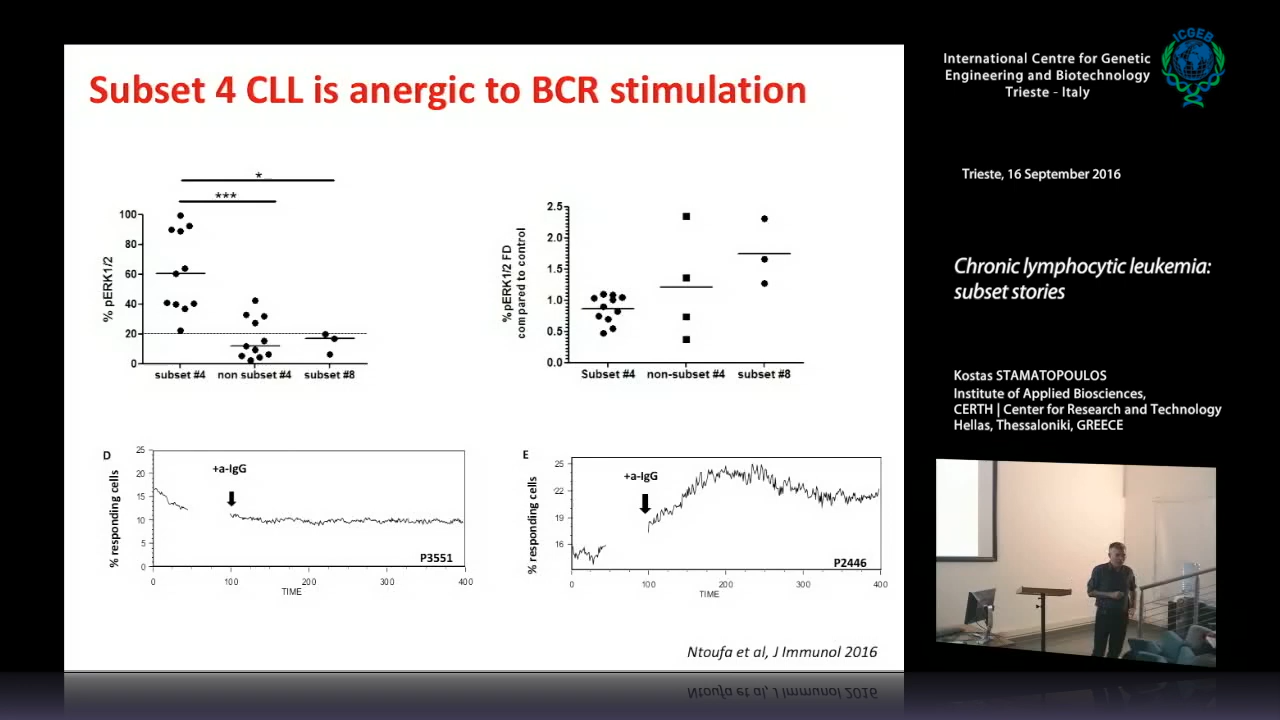 Subset 4 CLL is anergic to BCR stimulation
*
***
% pERK1/2
100
80
60
40
20
0
subset #4 non subset #4 subset #8
%pERK1/2 FD
compared to control
2.5
2.0
1.5
1.0
0.5
0.0
Subset #4 non-subset #4 subset #8
D
% responding cells
25
20
15
10
5
0
+a-IgG
P3551
0 100 200 300 400
TIME
E
% responding cells
25
22
19
16
+a-IgG
P2446
0 100 200 300 400
TIME
Ntoufa et al, J Immunol 2016
International Centre for Genetic
Engineering and Biotechnology
Trieste - Italy
ICGEB
Trieste, 16 September 2016
Chronic lymphocytic leukemia:
subset stories
Kostas STAMATOPOULOS
Institute of Applied Biosciences,
CERTH | Center for Research and Technology
Hellas, Thessaloniki, GREECE